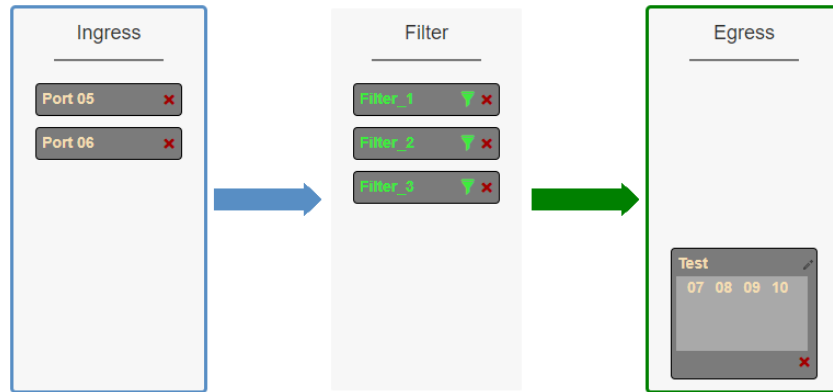 Ingress
Port 05
Port 06
Filter
Filter_1
Filter_2
Filter_3
Egress
Test
07 08 09 10